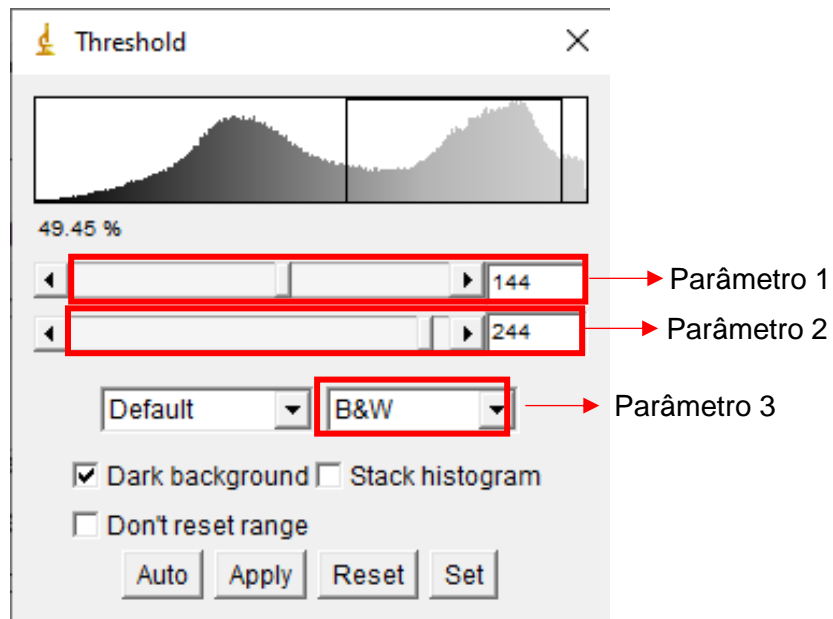 Threshold
49.45 %
144 Parâmetro 1
244 Parâmetro 2
Default B&W Parâmetro 3
Dark background Stack histogram
Don't reset range
Auto Apply Reset Set